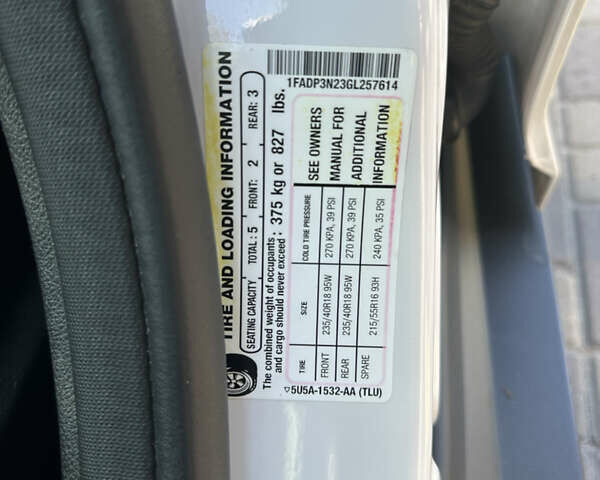 TIRE AND LOADING INFORMATION
SEATING CAPACITY TOTAL: 5 FRONT: 2 REAR: 3
The combined weight of occupants
and cargo should never exceed: 375 kg or 827 lbs.
TIRE SIZE COLD TIRE PRESSURE
FRONT 235/40R18 95W 270 KPA, 39 PSI
REAR 235/40R18 95W 270 KPA, 39 PSI
SPARE 215/55R16 93H 240 KPA, 35 PSI
SEE OWNERS
MANUAL FOR
ADDITIONAL
INFORMATION
5U5A-1532-AA (TLU)
1FADP3N23GL257614